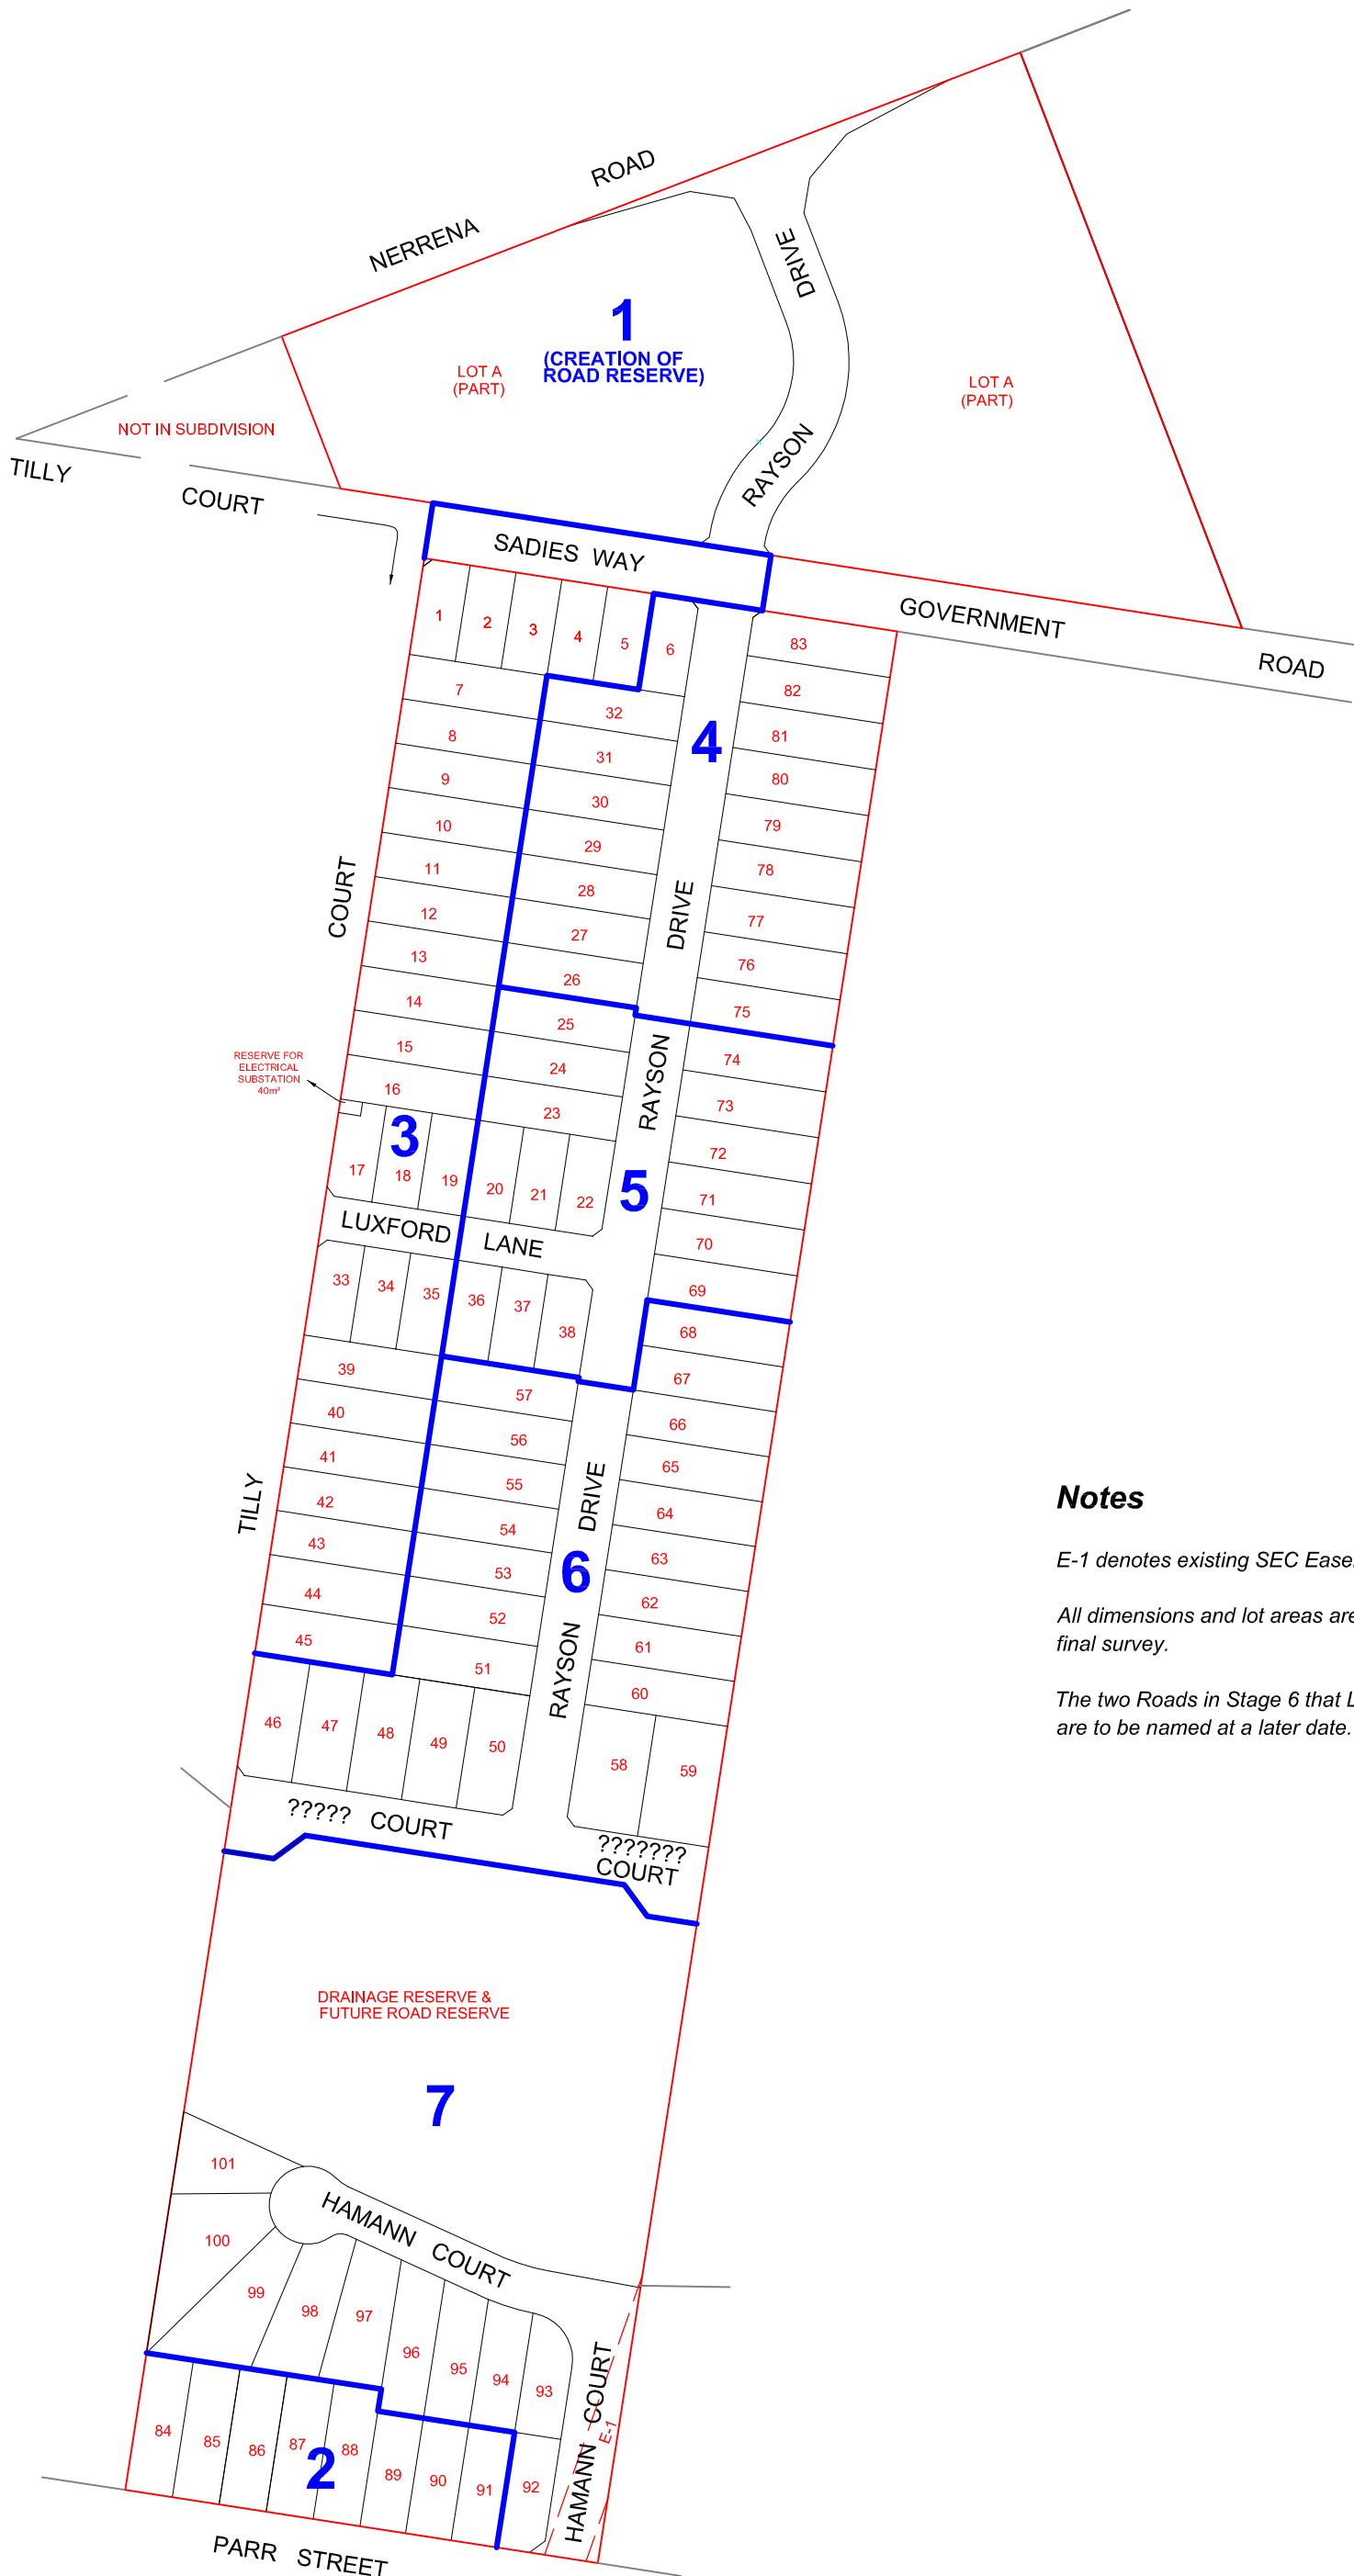 NERRENA ROAD
DRIVE
1
(CREATION OF
ROAD RESERVE)
LOT A
(PART)
LOT A
(PART)
NOT IN SUBDIVISION
RAYSON
TILLY
COURT
SADIES WAY
GOVERNMENT
ROAD
1
2
3
4
5
6
83
7
32
82
8
31
4
81
9
30
80
10
29
79
11
28
78
COURT
DRIVE
12
27
77
13
26
76
14
25
75
15
24
74
RESERVE FOR
ELECTRICAL
SUBSTATION
40m²
16
23
RAYSON
73
3
72
17
18
19
20
21
22
5
71
LUXFORD LANE
70
33
34
35
36
37
38
69
68
39
57
67
40
56
66
41
55
65
TILLY
DRIVE
42
54
64
43
53
6
63
44
52
62
45
51
RAYSON
61
60
46
47
48
49
50
58
59
????? COURT
???????
COURT
Notes
E-1 denotes existing SEC Ease
All dimensions and lot areas are
final survey.
The two Roads in Stage 6 that L
are to be named at a later date.
DRAINAGE RESERVE &
FUTURE ROAD RESERVE
7
101
HAMANN COURT
100
99
98
97
96
95
94
93
HAMANN COURT
E-1
84
85
86
87
2
88
89
90
91
92
PARR STREET